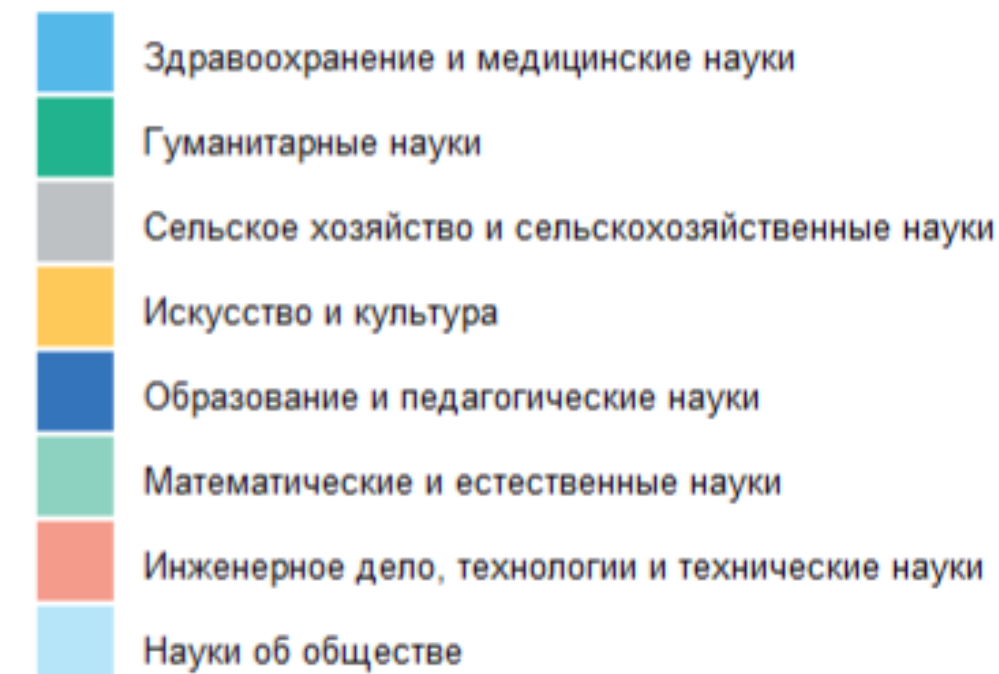 Здравоохранение и медицинские науки
Гуманитарные науки
Сельское хозяйство и сельскохозяйственные науки
Искусство и культура
Образование и педагогические науки
Математические и естественные науки
Инженерное дело, технологии и технические науки
Науки об обществе